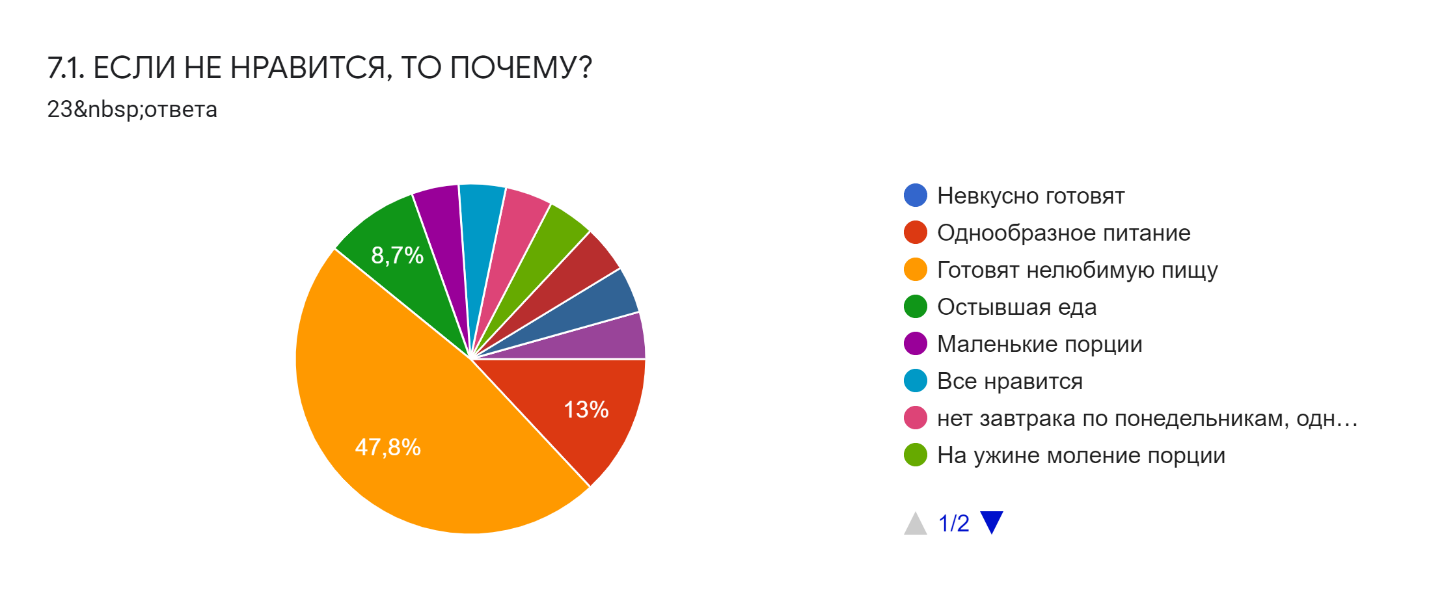 7.1. ЕСЛИ НЕ НРАВИТСЯ, ТО ПОЧЕМУ?
23&nbsp;ответа
8,7%
47,8%
13%
Невкусно готовят
Однообразное питание
Готовят нелюбимую пищу
Остывшая еда
Маленькие порции
Все нравится
нет завтрака по понедельникам, одн…
На ужине моление порции
1/2